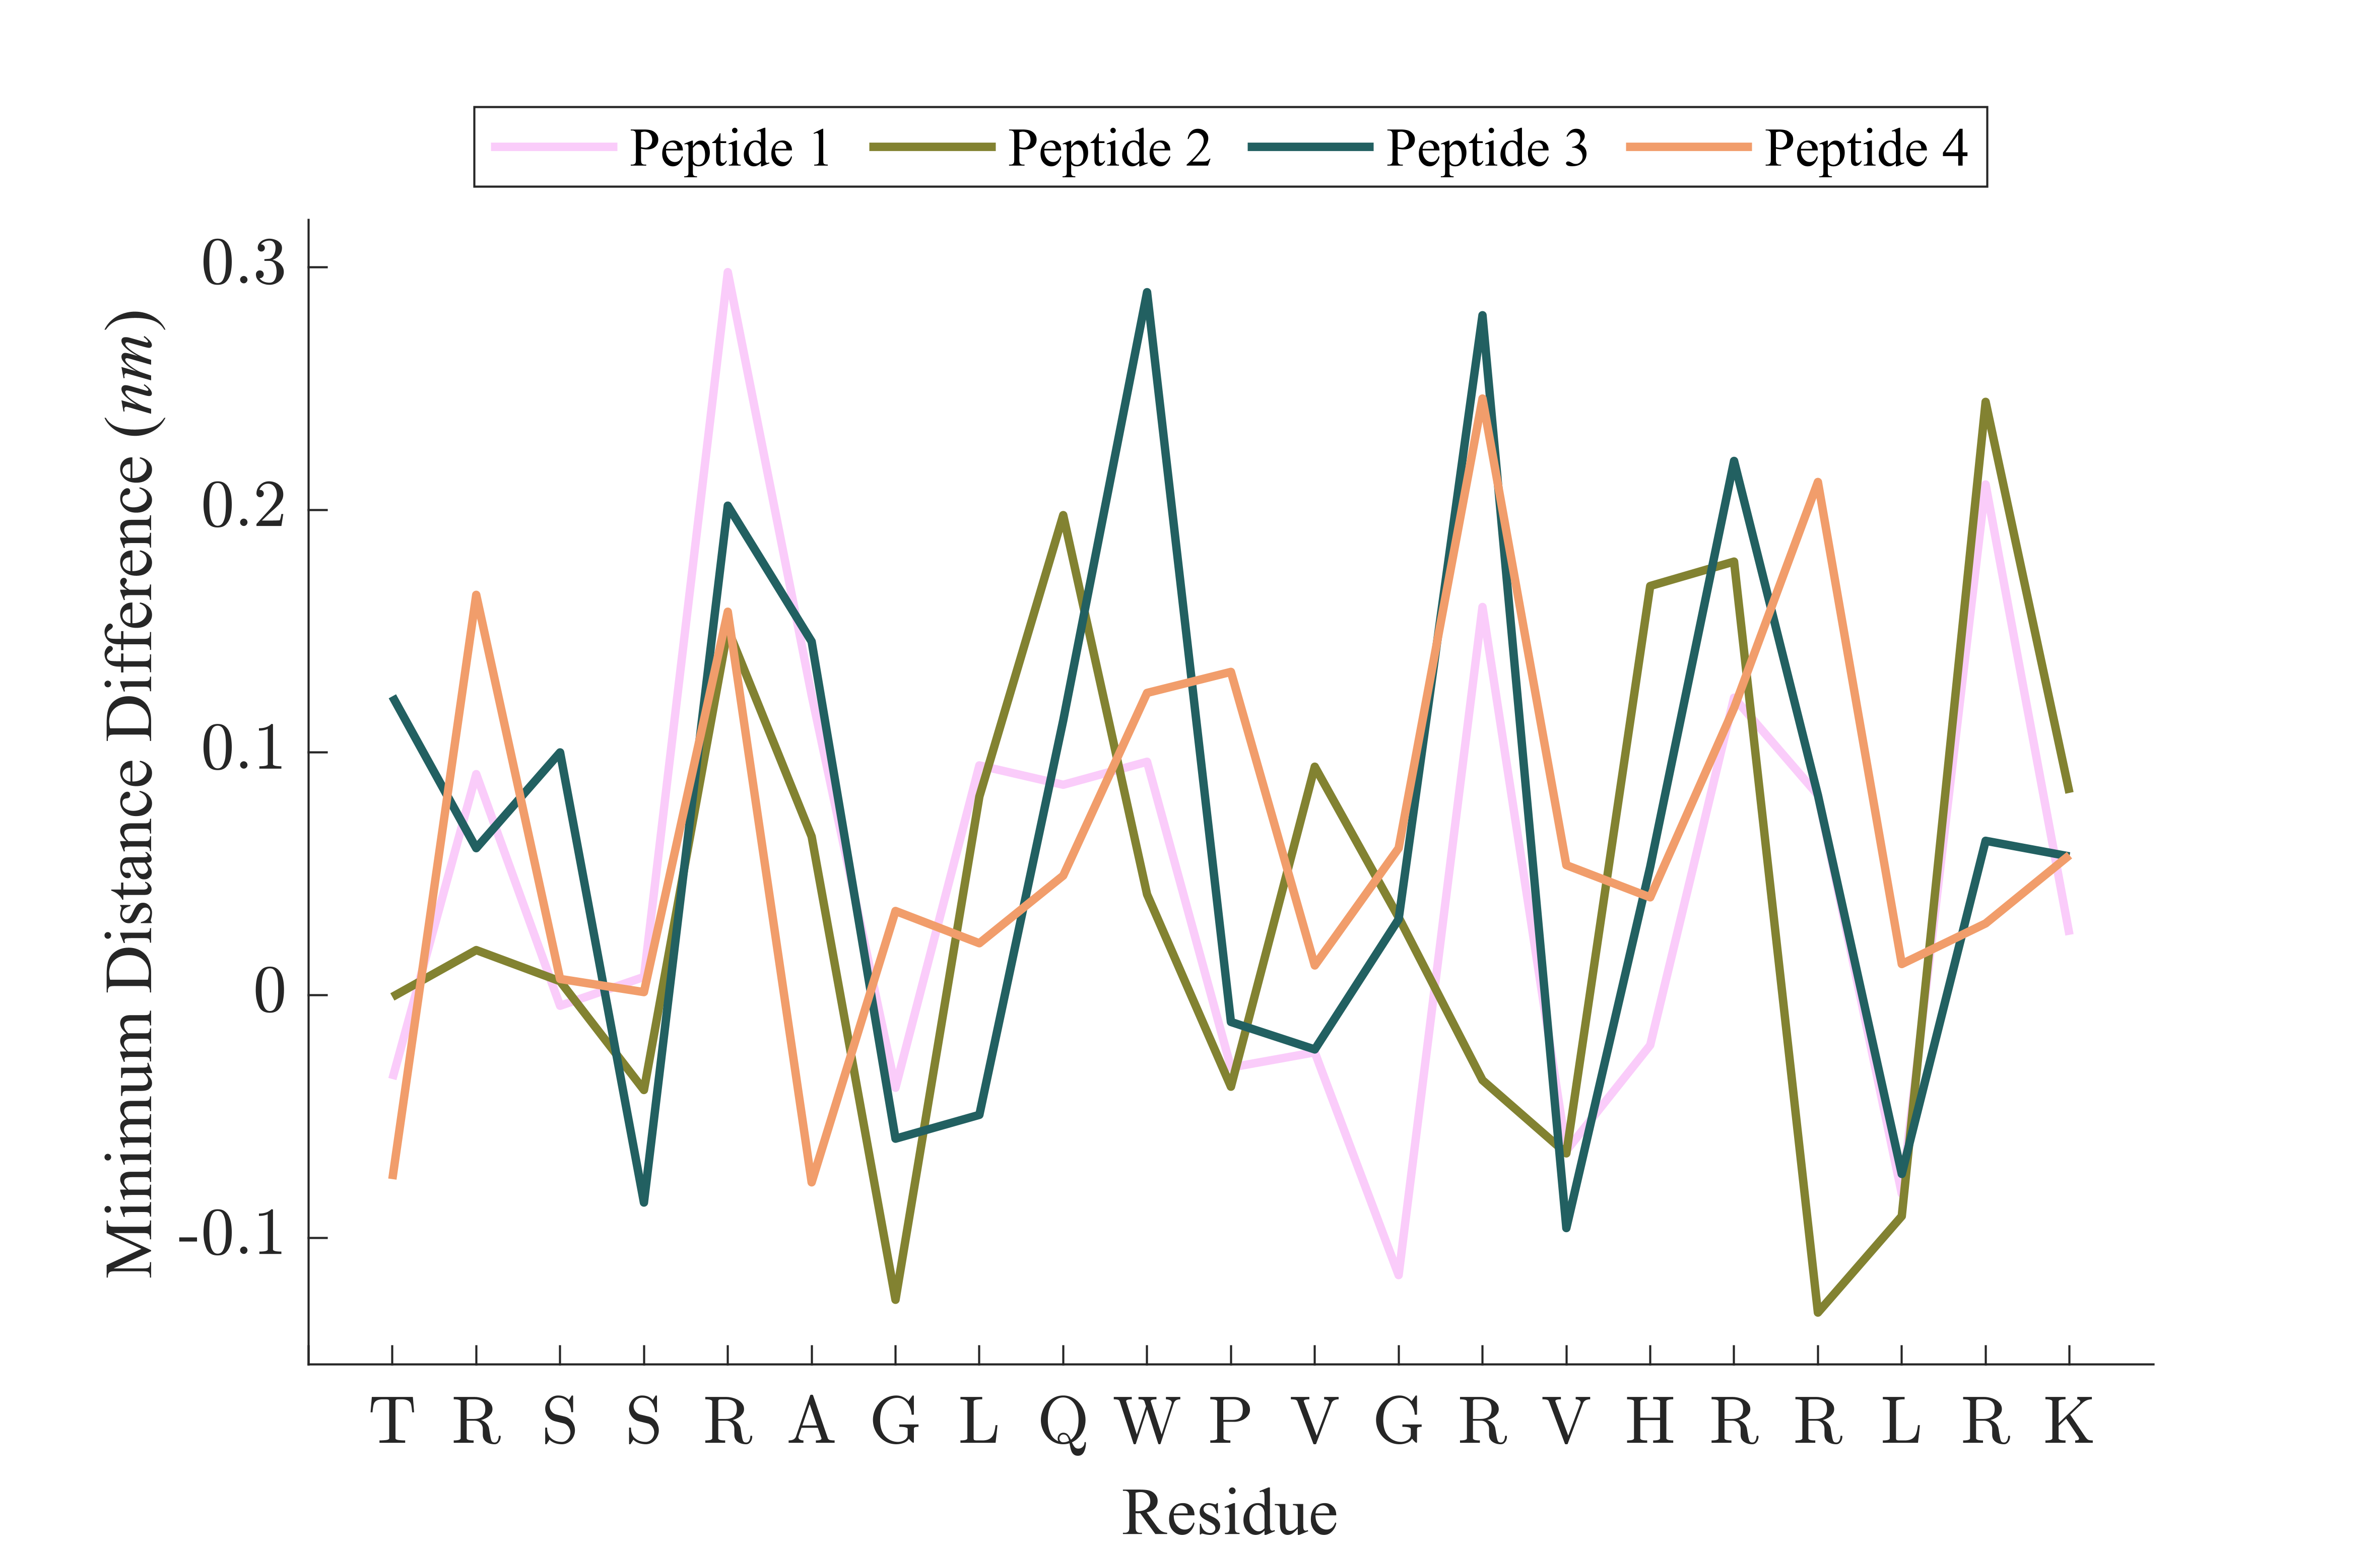 Peptide 1 Peptide 2 Peptide 3 Peptide 4
0.3
0.2
0.1
0
-0.1
Minimum Distance Difference (nm)
T R S S R A G L Q W P V G R V H R R L R K
Residue